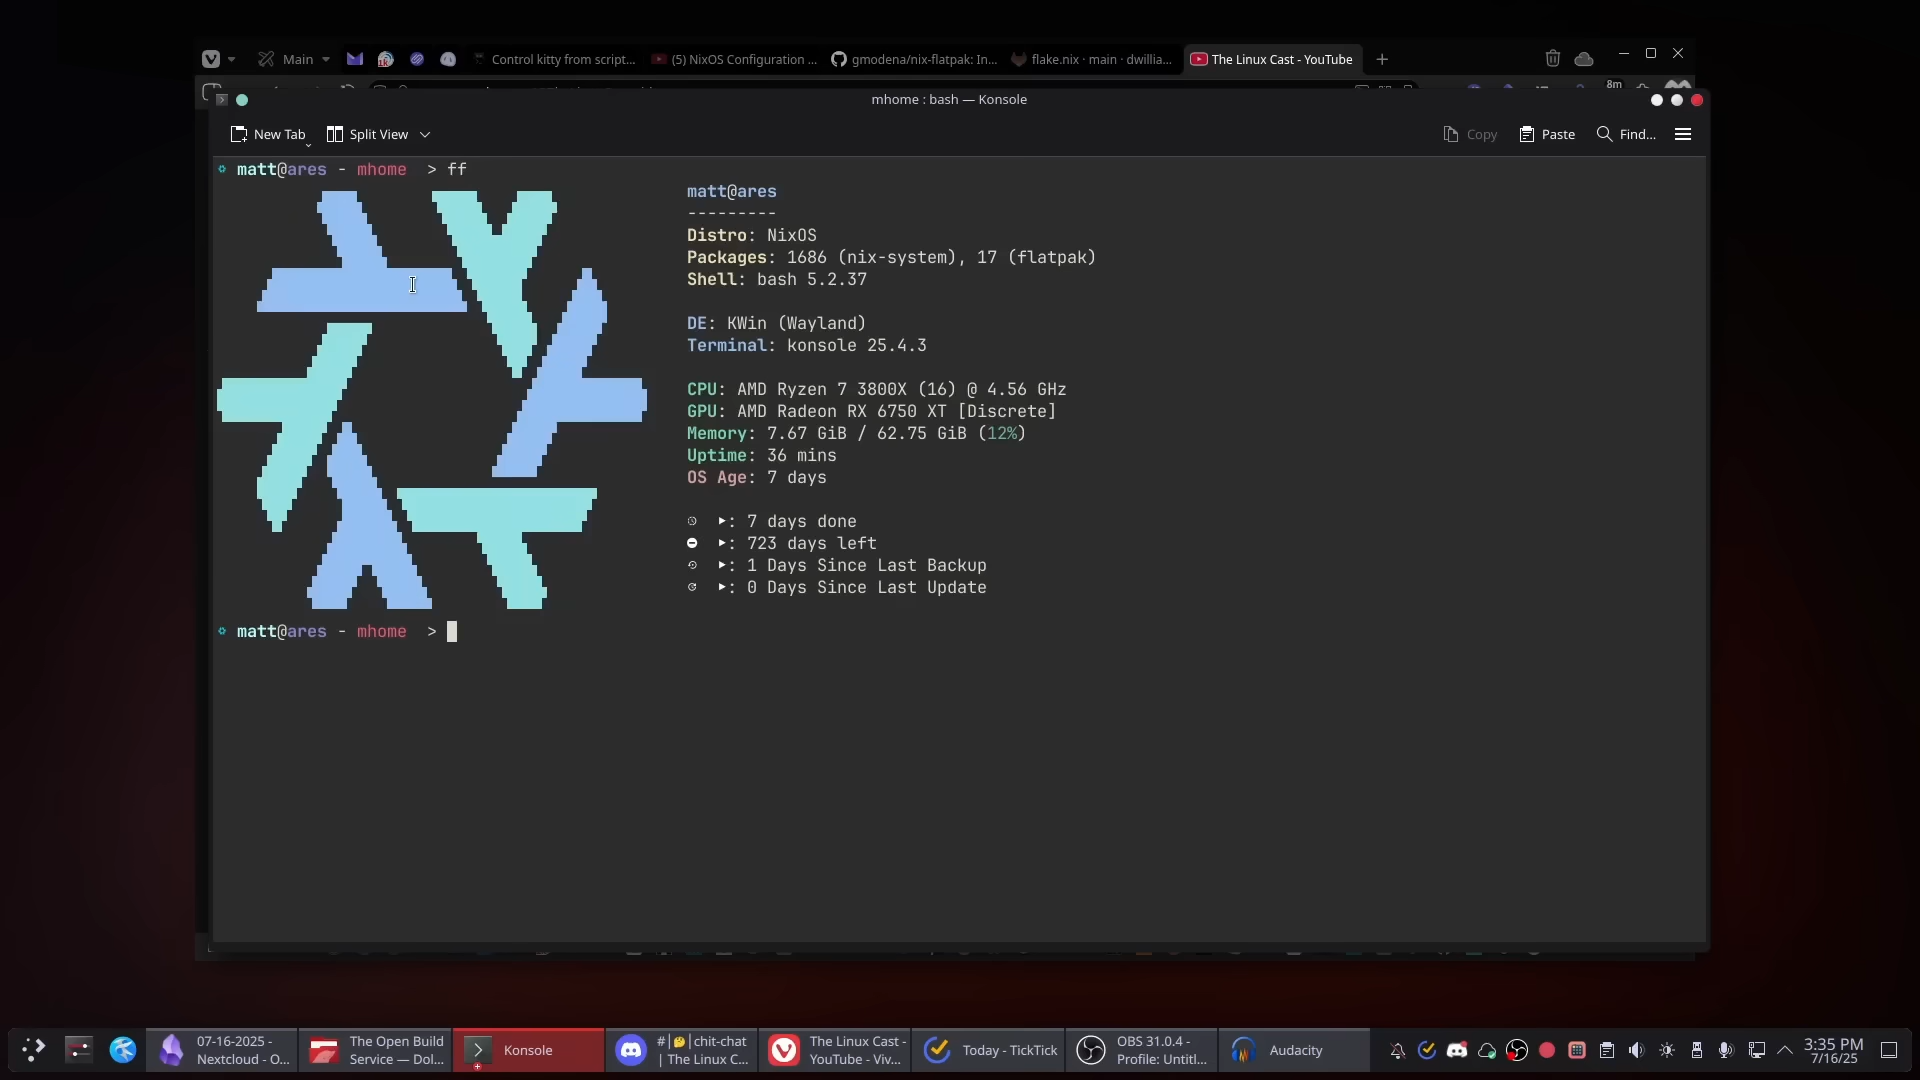 Main
Control kitty from script...
(5) NixOS Configuration ...
gmodena/nix-flatpak: In...
flake.nix · main · dwillia...
The Linux Cast - YouTube
8m
mhome : bash — Konsole
New Tab
Split View
Copy
Paste
Find...
matt@ares - mhome > ff
matt@ares
---------
Distro: NixOS
Packages: 1686 (nix-system), 17 (flatpak)
Shell: bash 5.2.37
DE: KWin (Wayland)
Terminal: konsole 25.4.3
CPU: AMD Ryzen 7 3800X (16) @ 4.56 GHz
GPU: AMD Radeon RX 6750 XT [Discrete]
Memory: 7.67 GiB / 62.75 GiB (12%)
Uptime: 36 mins
OS Age: 7 days
: 7 days done
: 723 days left
: 1 Days Since Last Backup
: 0 Days Since Last Update
matt@ares - mhome >
07-16-2025 -
Nextcloud - O...
The Open Build
Service — Dol...
Konsole
#|🤔|chit-chat
| The Linux C...
The Linux Cast -
YouTube - Viv...
Today - TickTick
OBS 31.0.4 -
Profile: Untitl...
Audacity
3:35 PM
7/16/25